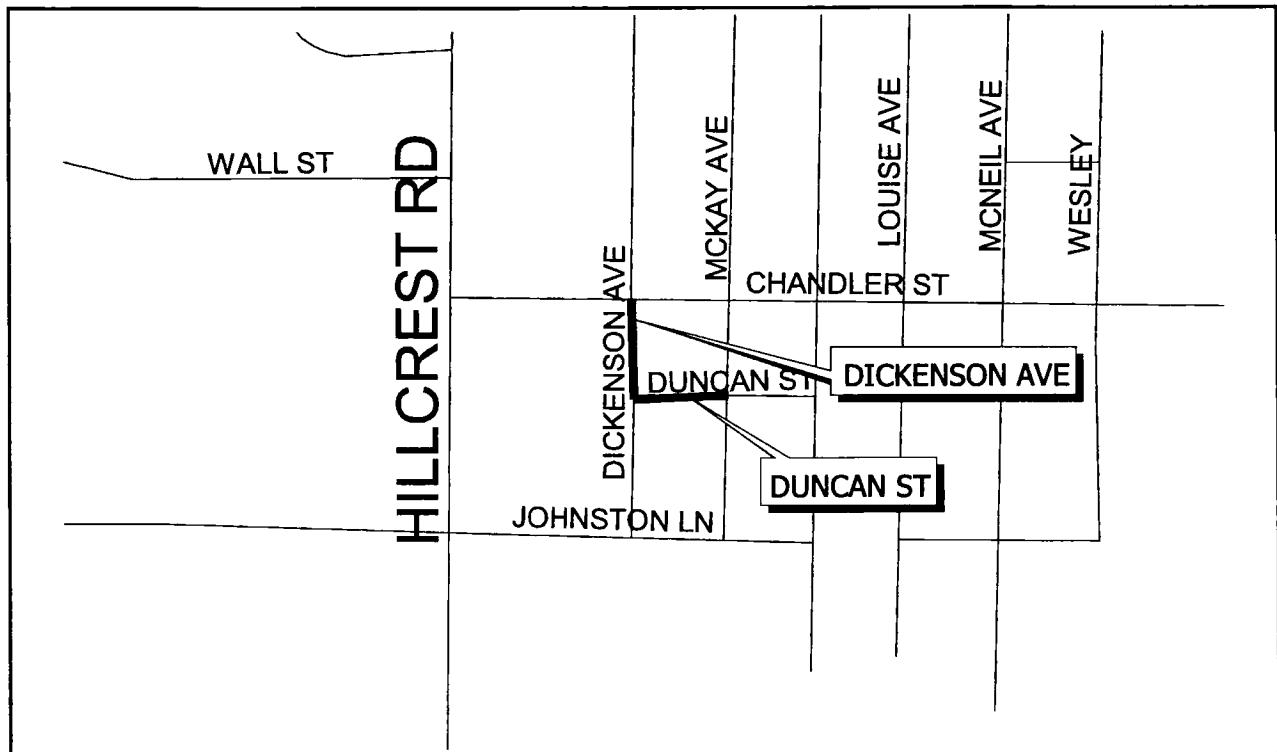 WALL ST
HILLCREST RD
MCKAY AVE
LOUISE AVE
MCNEIL AVE
WESLEY
CHANDLER ST
DICKENSON AVE
DUNCAN ST
DICKENSON AVE
DUNCAN ST
JOHNSTON LN